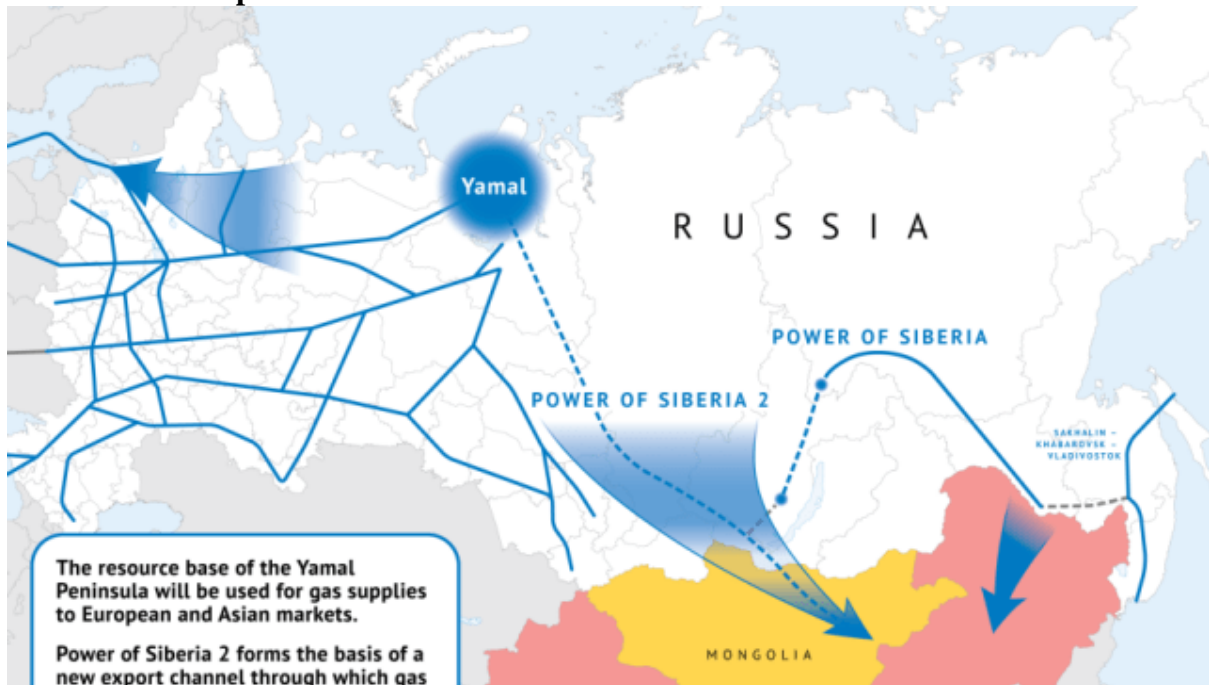 Yamal
RUSSIA
POWER OF SIBERIA
POWER OF SIBERIA 2
SAKHALIN –
KHABAROVSK –
VLADIVOSTOK
The resource base of the Yamal
Peninsula will be used for gas supplies
to European and Asian markets.
Power of Siberia 2 forms the basis of a
new export channel through which gas
MONGOLIA